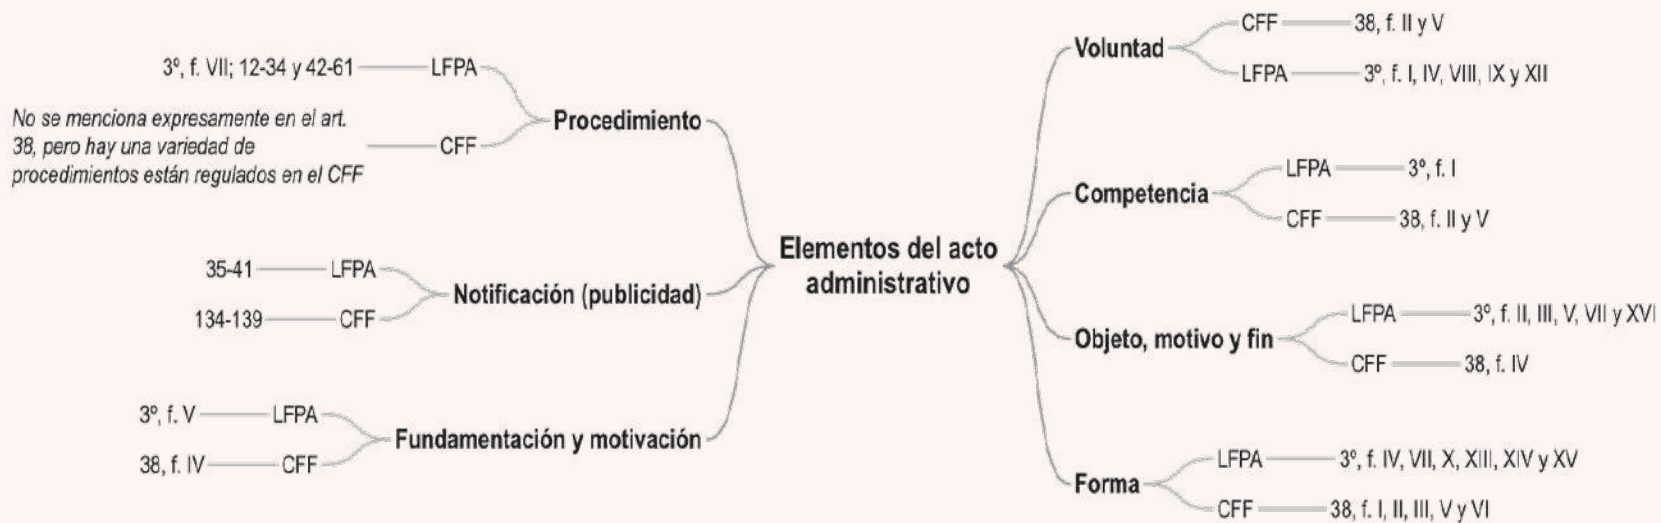 Elementos del acto
administrativo
Voluntad
CFF
38, f. II y V
LFPA
3º, f. I, IV, VIII, IX y XII
Competencia
LFPA
3º, f. I
CFF
38, f. II y V
Objeto, motivo y fin
LFPA
3º, f. II, III, V, VII y XVI
CFF
38, f. IV
Forma
LFPA
3º, f. IV, VII, X, XIII, XIV y XV
CFF
38, f. I, II, III, V y VI
Procedimiento
LFPA
3º, f. VII; 12-34 y 42-61
CFF
No se menciona expresamente en el art.
38, pero hay una variedad de
procedimientos están regulados en el CFF
Notificación (publicidad)
LFPA
35-41
CFF
134-139
Fundamentación y motivación
LFPA
3º, f. V
CFF
38, f. IV